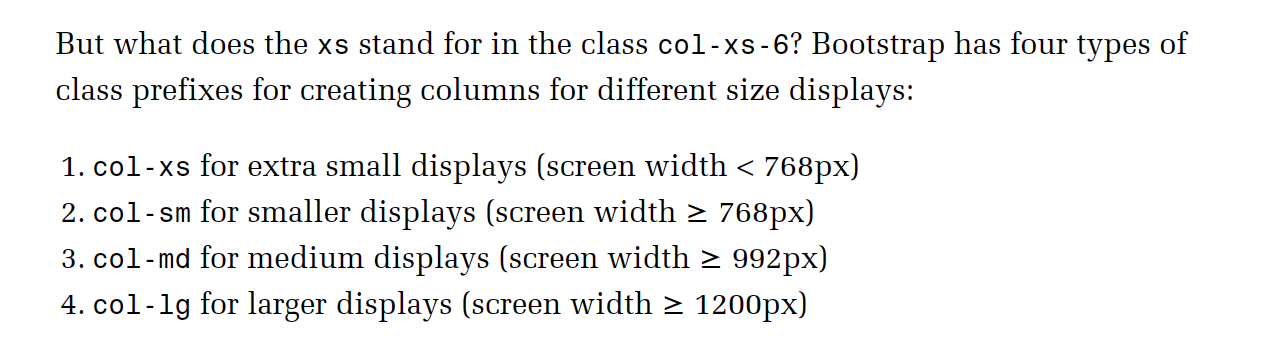 But what does the xs stand for in the class col-xs-6? Bootstrap has four types of
class prefixes for creating columns for different size displays:
1. col-xs for extra small displays (screen width < 768px)
2. col-sm for smaller displays (screen width ≥ 768px)
3. col-md for medium displays (screen width ≥ 992px)
4. col-lg for larger displays (screen width ≥ 1200px)